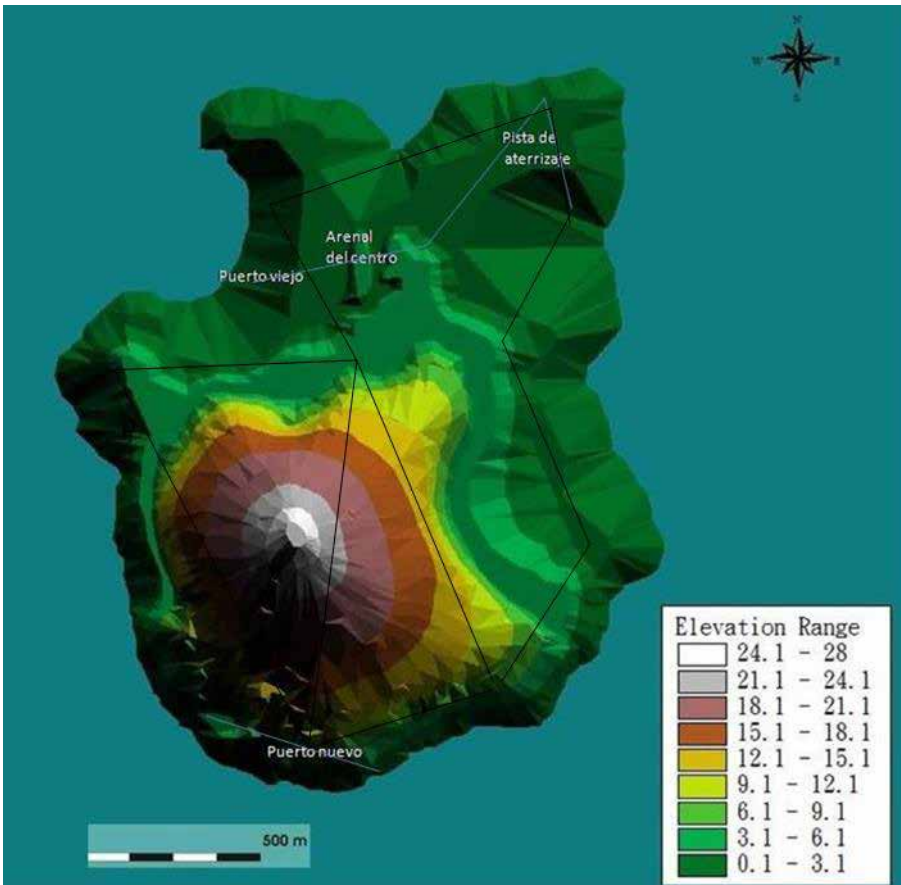 N
W
E
S
Pista de
aterrizaje
Arenal
del centro
Puerto viejo
Puerto nuevo
500 m
Elevation Range
24.1 - 28
21.1 - 24.1
18.1 - 21.1
15.1 - 18.1
12.1 - 15.1
9.1 - 12.1
6.1 - 9.1
3.1 - 6.1
0.1 - 3.1